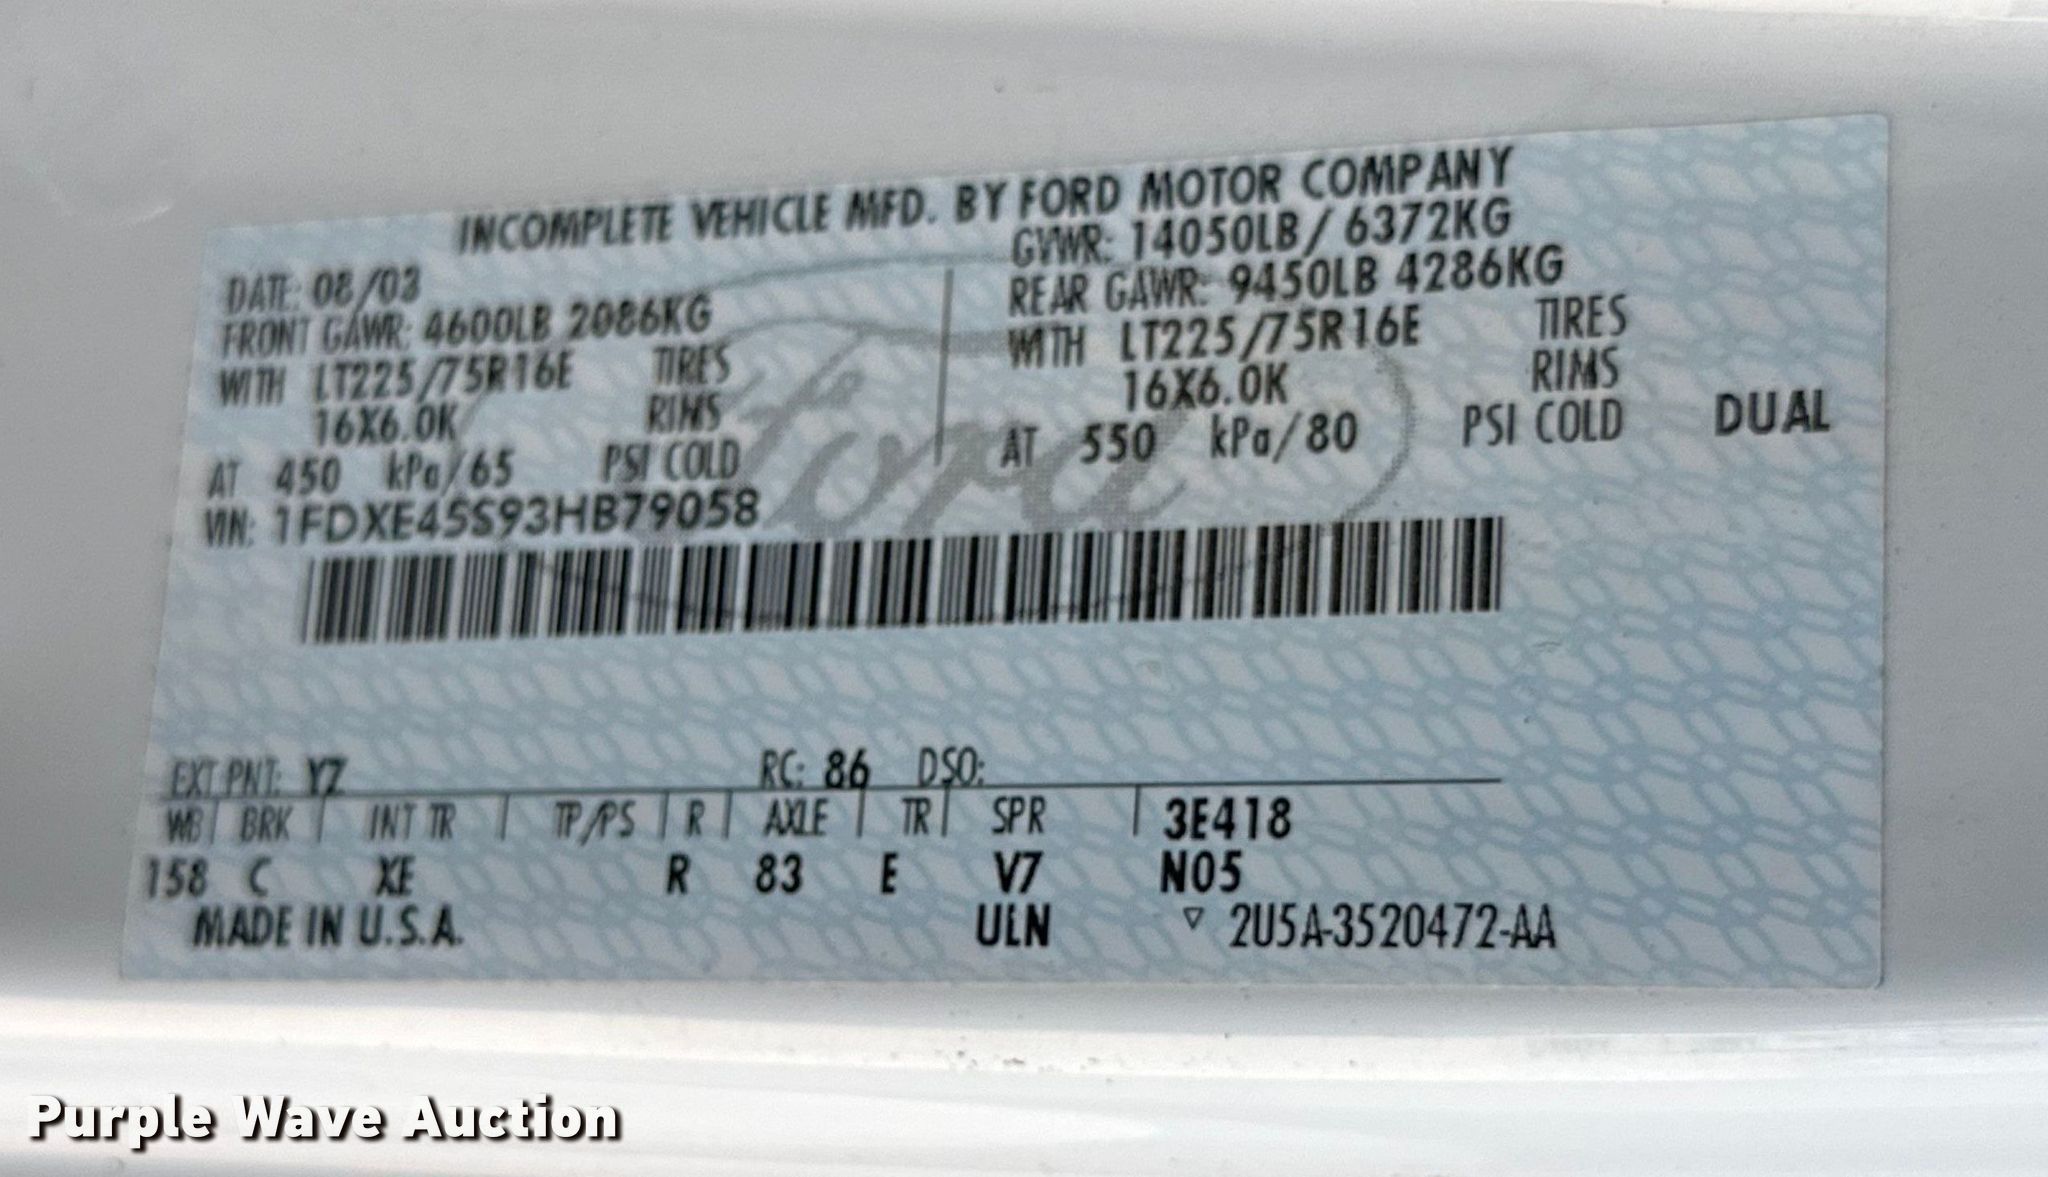 INCOMPLETE VEHICLE MFD. BY FORD MOTOR COMPANY
DATE: 08/03
GVWR: 14050LB / 6372KG
FRONT GAWR: 4600LB 2086KG
REAR GAWR: 9450LB 4286KG
WITH LT225/75R16E TIRES
WITH LT225/75R16E TIRES
16X6.0K RIMS
16X6.0K RIMS
AT 450 kPa/65 PSI COLD
AT 550 kPa/80 PSI COLD DUAL
VIN: 1FDXE45S93HB79058
Ford
EXT PNT: YZ RC: 86 DSO:
WB | BRK | INT TR | TP/PS | R | AXLE | TR | SPR | 3E418
158 C XE R 83 E V7 N05
MADE IN U.S.A. ULN ▽ 2U5A-3520472-AA
Purple Wave Auction